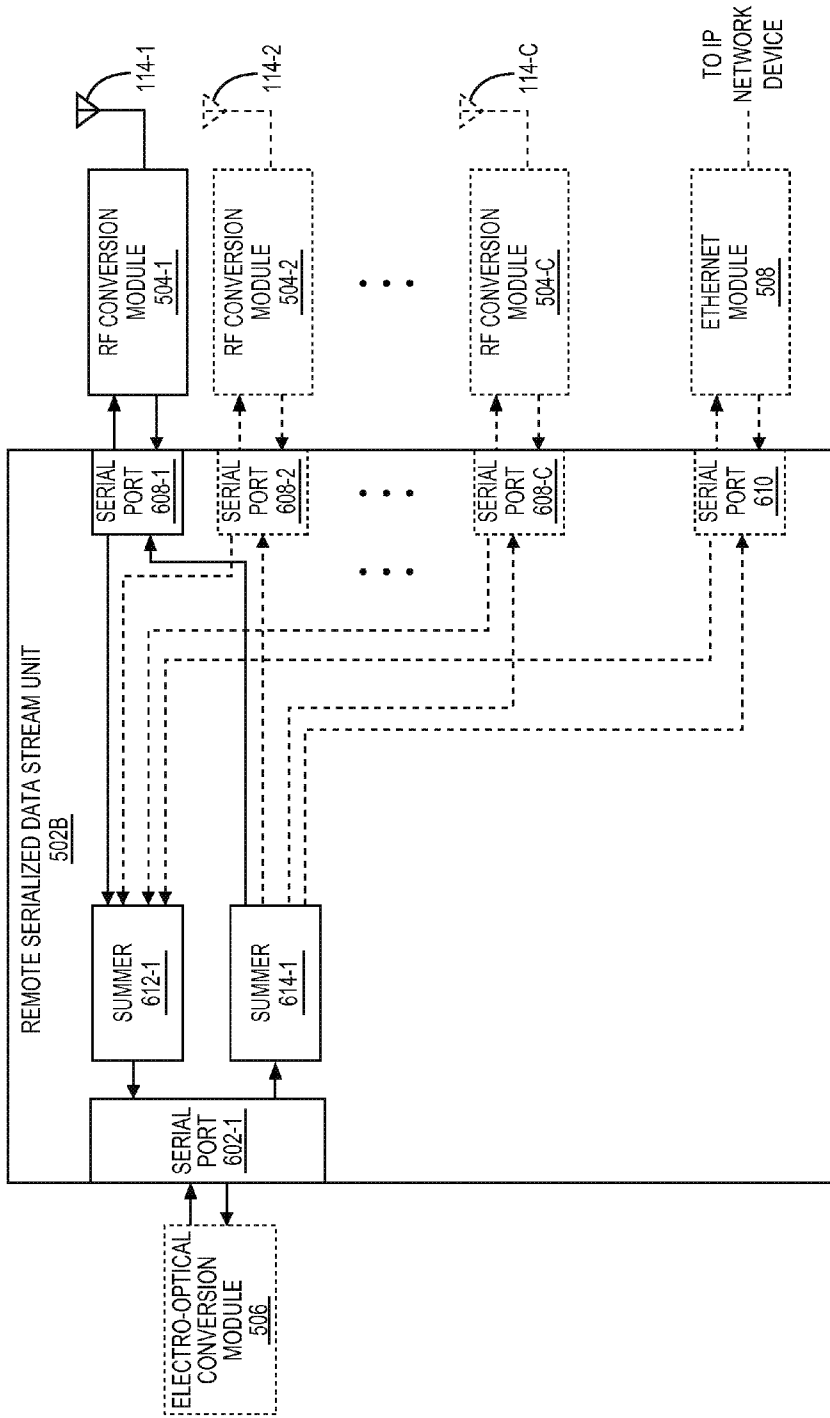 REMOTE SERIALIZED DATA STREAM UNIT
502B
ELECTRO-OPTICAL
CONVERSION
MODULE
506
SERIAL
PORT
602-1
SUMMER
612-1
SUMMER
614-1
SERIAL
PORT
608-1
SERIAL
PORT
608-2
SERIAL
PORT
608-C
SERIAL
PORT
610
RF CONVERSION
MODULE
504-1
RF CONVERSION
MODULE
504-2
RF CONVERSION
MODULE
504-C
ETHERNET
MODULE
508
114-1
114-2
114-C
TO IP
NETWORK
DEVICE